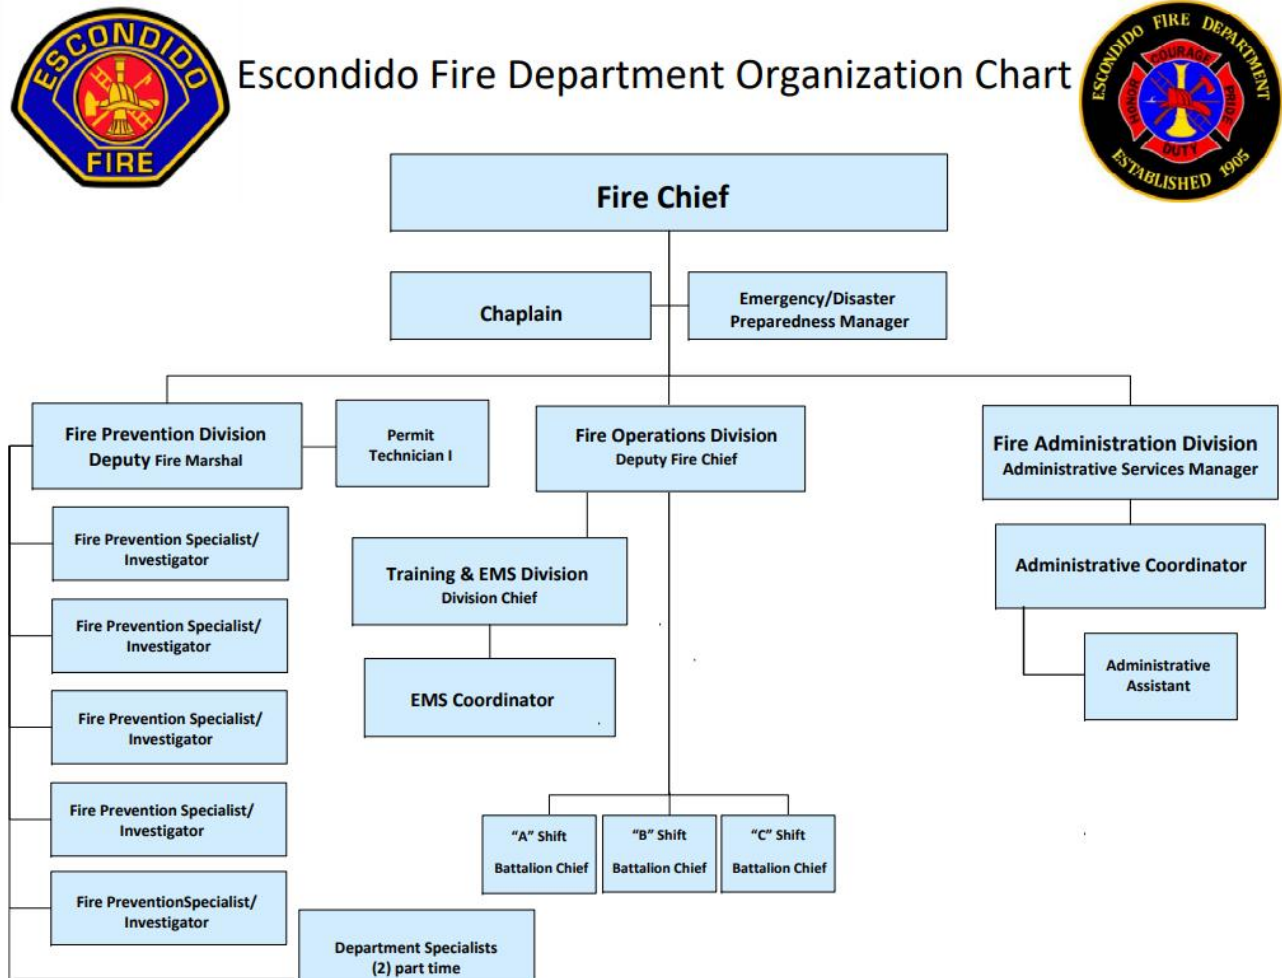 ESCONDIDO
FIRE
Escondido Fire Department Organization Chart
ESCONDIDO FIRE DEPARTMENT
COURAGE
HONOR
PRIDE
DUTY
ESTABLISHED 1905
Fire Chief
Chaplain
Emergency/Disaster
Preparedness Manager
Fire Prevention Division
Deputy Fire Marshal
Permit
Technician I
Fire Operations Division
Deputy Fire Chief
Fire Administration Division
Administrative Services Manager
Fire Prevention Specialist/
Investigator
Fire Prevention Specialist/
Investigator
Fire Prevention Specialist/
Investigator
Fire Prevention Specialist/
Investigator
Fire PreventionSpecialist/
Investigator
Department Specialists
(2) part time
Training & EMS Division
Division Chief
EMS Coordinator
“A” Shift
Battalion Chief
“B” Shift
Battalion Chief
“C” Shift
Battalion Chief
Administrative Coordinator
Administrative
Assistant